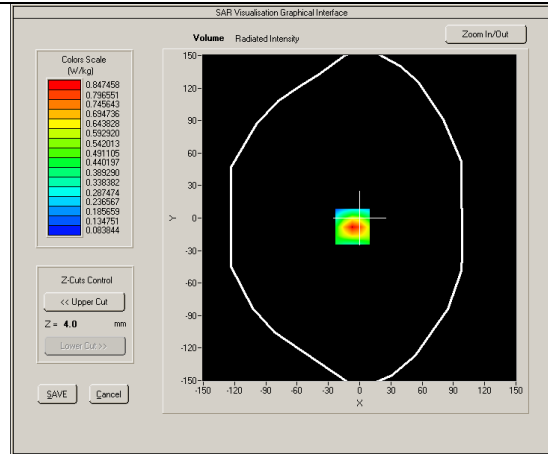 SAR Visualisation Graphical Interface
Volume Radiated Intensity
Zoom In/Out
Colors Scale
(W/kg)
0.847458
0.796551
0.745643
0.694736
0.643828
0.592920
0.542013
0.491105
0.440197
0.389290
0.338382
0.287474
0.236567
0.185659
0.134751
0.083844
Z-Cuts Control
<< Upper Cut
Z = 4.0 mm
Lower Cut >>
SAVE Cancel
150
120
90
60
30
0
-30
-60
-90
-120
-150
Y
-150 -120 -90 -60 -30 0 30 60 90 120 150
X